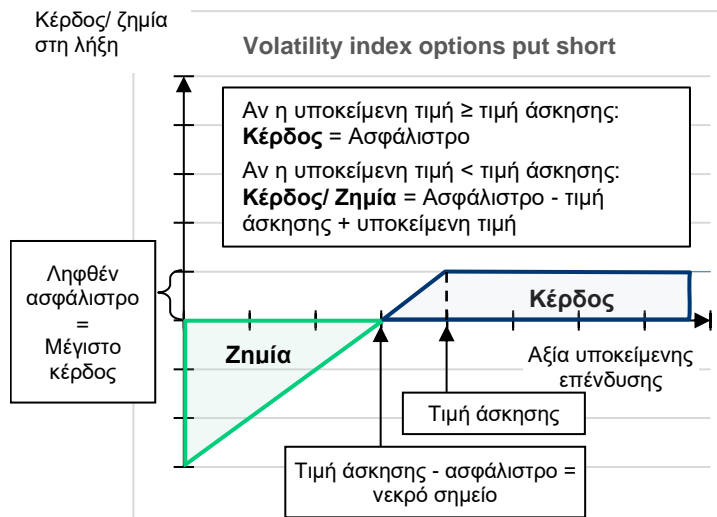 Κέρδος/ ζημία
στη λήξη
Volatility index options put short
Αν η υποκείμενη τιμή ≥ τιμή άσκησης:
Κέρδος = Ασφάλιστρο
Αν η υποκείμενη τιμή < τιμή άσκησης:
Κέρδος/ Ζημία = Ασφάλιστρο - τιμή
άσκησης + υποκείμενη τιμή
Ληφθέν
ασφάλιστρο
=
Μέγιστο
κέρδος
Κέρδος
Ζημία
Αξία υποκείμενης
επένδυσης
Τιμή άσκησης
Τιμή άσκησης - ασφάλιστρο =
νεκρό σημείο